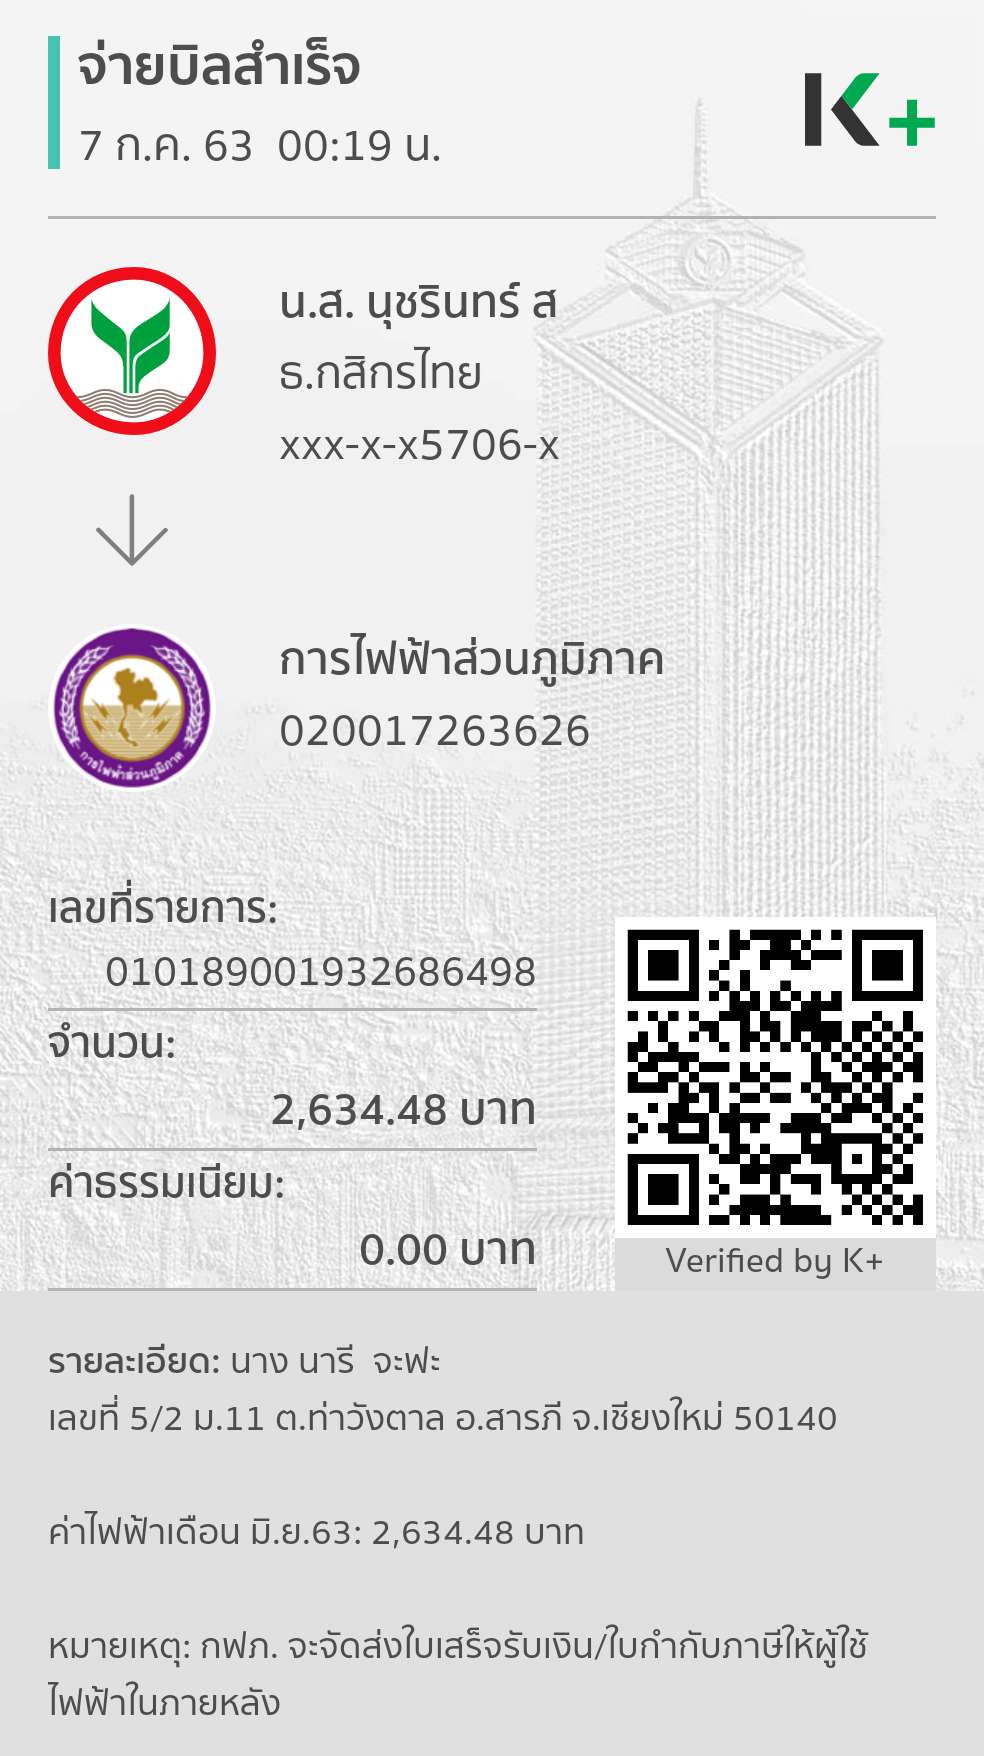 จ่ายบิลสำเร็จ
7 ก.ค. 63  00:19 น.
K+
น.ส. นุชรินทร์ ส
ธ.กสิกรไทย
xxx-x-x5706-x
การไฟฟ้าส่วนภูมิภาค
020017263626
การไฟฟ้าส่วนภูมิภาค
เลขที่รายการ:
010189001932686498
จำนวน:
2,634.48 บาท
ค่าธรรมเนียม:
0.00 บาท
Verified by K+
รายละเอียด: นาง นารี  จะฟะ
เลขที่ 5/2 ม.11 ต.ท่าวังตาล อ.สารภี จ.เชียงใหม่ 50140
ค่าไฟฟ้าเดือน มิ.ย.63: 2,634.48 บาท
หมายเหตุ: กฟภ. จะจัดส่งใบเสร็จรับเงิน/ใบกำกับภาษีให้ผู้ใช้
ไฟฟ้าในภายหลัง